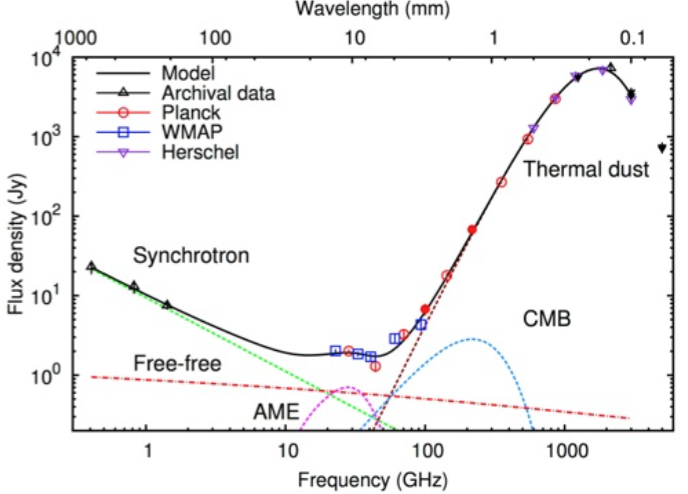 Wavelength (mm)
1000 100 10 1 0.1
10^4
Model
Archival data
Planck
WMAP
Herschel
10^3
Thermal dust
Flux density (Jy)
10^2
Synchrotron
10^1
CMB
Free-free
10^0
AME
1 10 100 1000
Frequency (GHz)